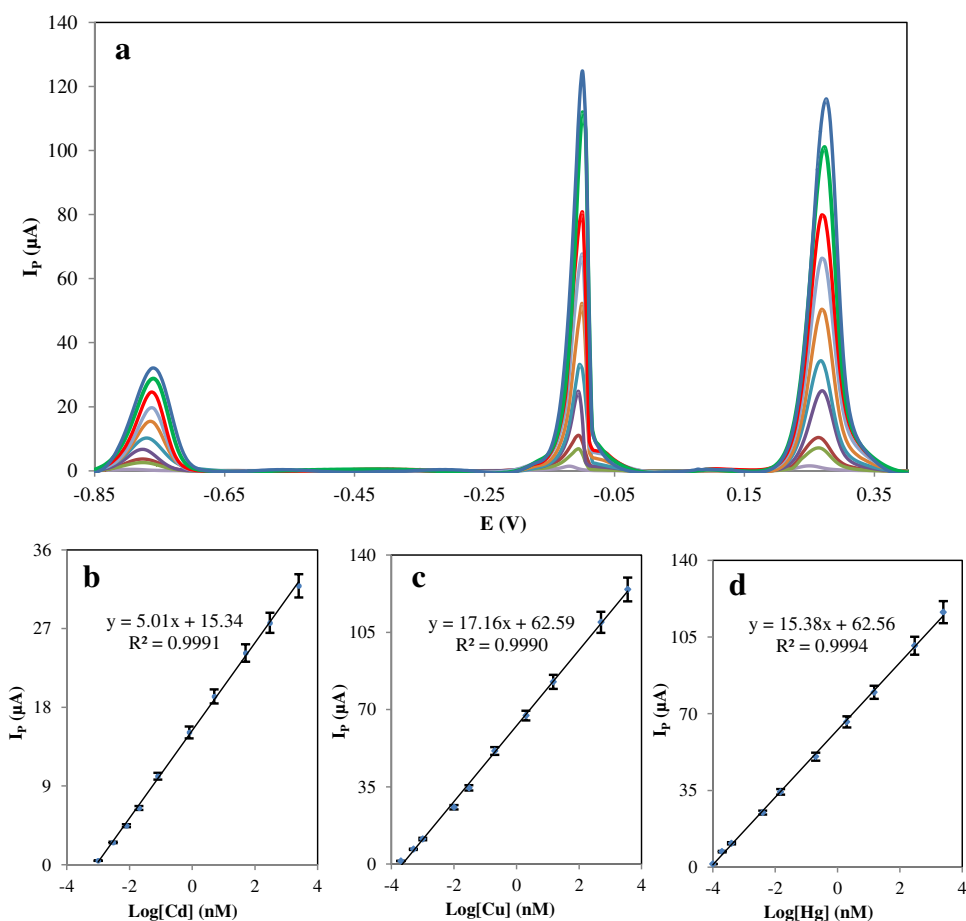 a
140
120
100
80
60
40
20
0
I_P (µA)
-0.85 -0.65 -0.45 -0.25 -0.05 0.15 0.35
E (V)
b
36
27
18
9
0
I_P (µA)
y = 5.01x + 15.34
R² = 0.9991
-4 -2 0 2 4
Log[Cd] (nM)
c
140
105
70
35
0
I_P (µA)
y = 17.16x + 62.59
R² = 0.9990
-4 -2 0 2 4
Log[Cu] (nM)
d
140
105
70
35
0
I_P (µA)
y = 15.38x + 62.56
R² = 0.9994
-4 -2 0 2 4
Log[Hg] (nM)